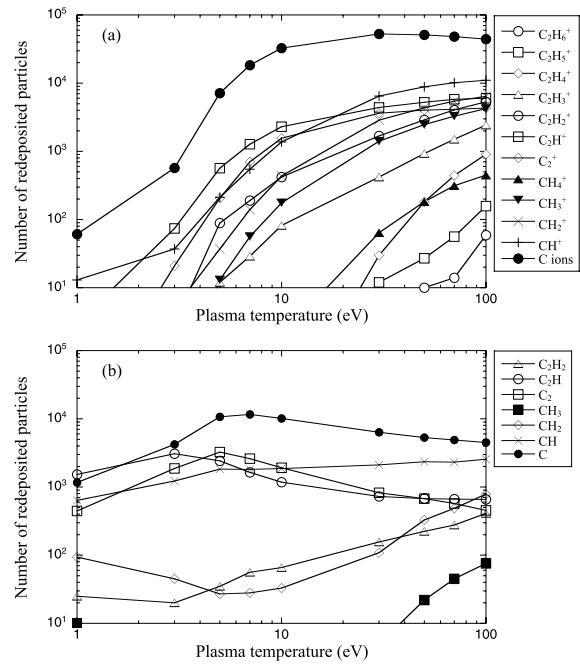 (a)
Number of redeposited particles
10⁵
10⁴
10³
10²
10¹
1
10
100
Plasma temperature (eV)
C₂H₆⁺
C₂H₅⁺
C₂H₄⁺
C₂H₃⁺
C₂H₂⁺
C₂H⁺
C₂⁺
CH₄⁺
CH₃⁺
CH₂⁺
CH⁺
C ions
(b)
Number of redeposited particles
10⁵
10⁴
10³
10²
10¹
1
10
100
Plasma temperature (eV)
C₂H₂
C₂H
C₂
CH₃
CH₂
CH
C